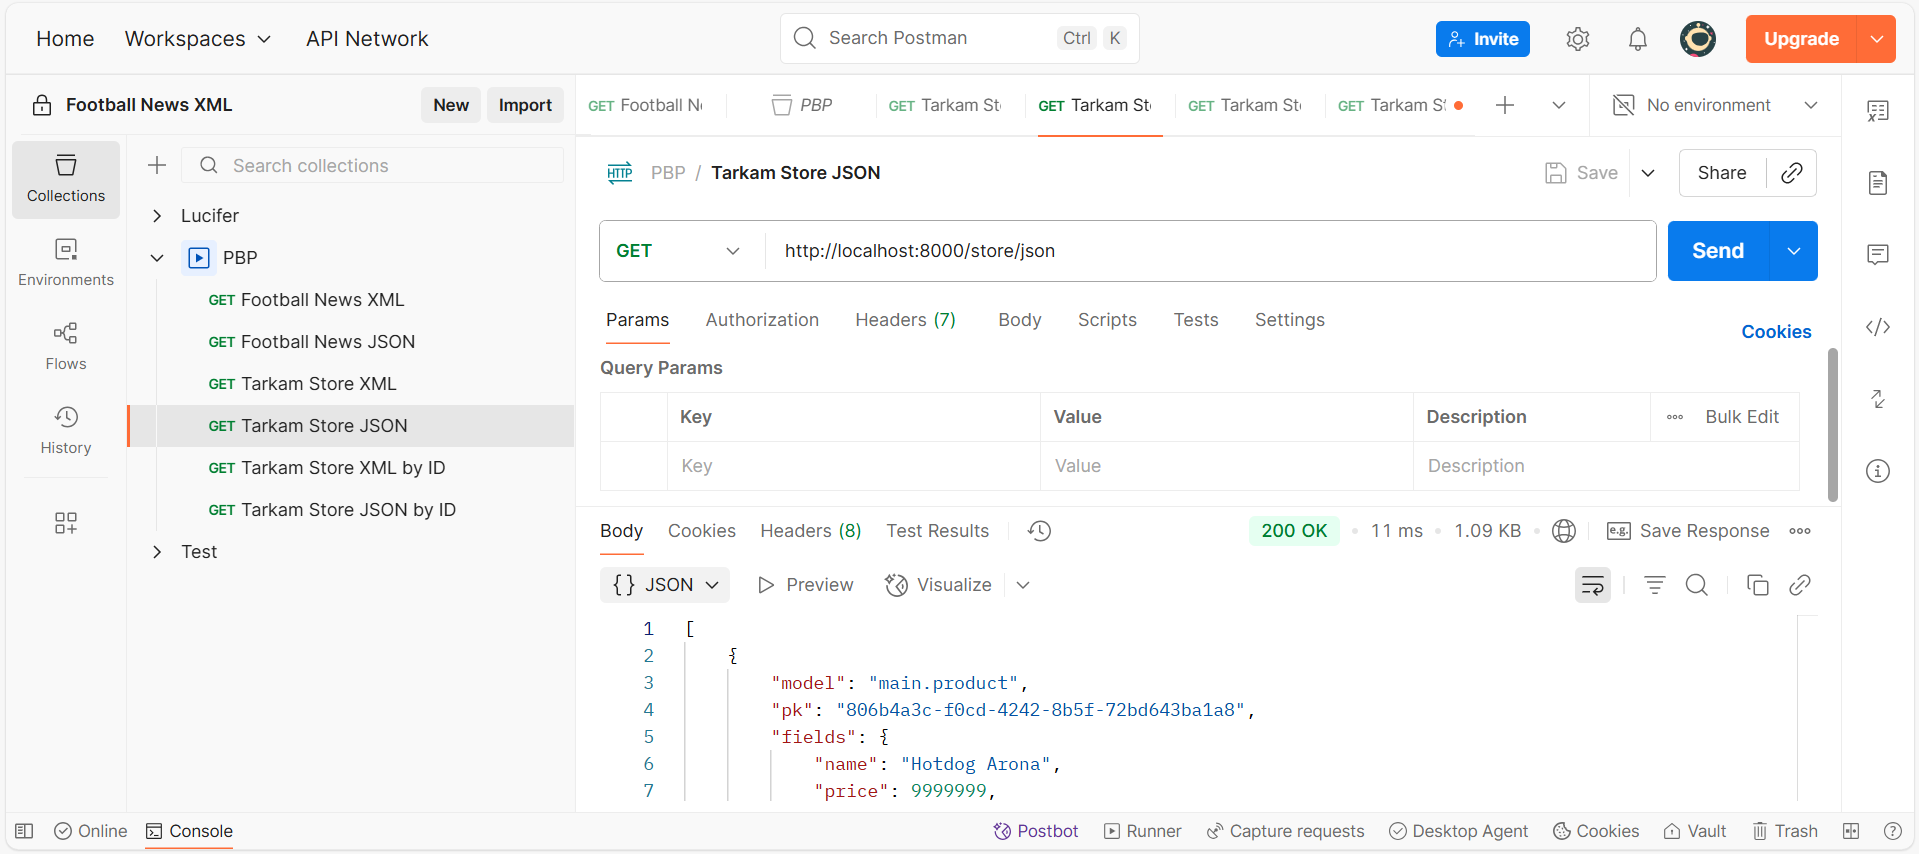 Home Workspaces API Network Search Postman Ctrl K Invite Upgrade
Football News XML New Import
GET Football N PBP GET Tarkam St GET Tarkam St GET Tarkam St GET Tarkam S No environment
Collections
Environments
Flows
History
Search collections
Lucifer
PBP
GET Football News XML
GET Football News JSON
GET Tarkam Store XML
GET Tarkam Store JSON
GET Tarkam Store XML by ID
GET Tarkam Store JSON by ID
Test
HTTP PBP / Tarkam Store JSON Save Share
GET http://localhost:8000/store/json Send
Params Authorization Headers (7) Body Scripts Tests Settings Cookies
Query Params
Key Value Description Bulk Edit
Key Value Description
Body Cookies Headers (8) Test Results 200 OK • 11 ms • 1.09 KB • e.g. Save Response
{} JSON Preview Visualize
1 [
2 {
3 "model": "main.product",
4 "pk": "806b4a3c-f0cd-4242-8b5f-72bd643ba1a8",
5 "fields": {
6 "name": "Hotdog Arona",
7 "price": 9999999,
Online Console Postbot Runner Capture requests Desktop Agent Cookies Vault Trash